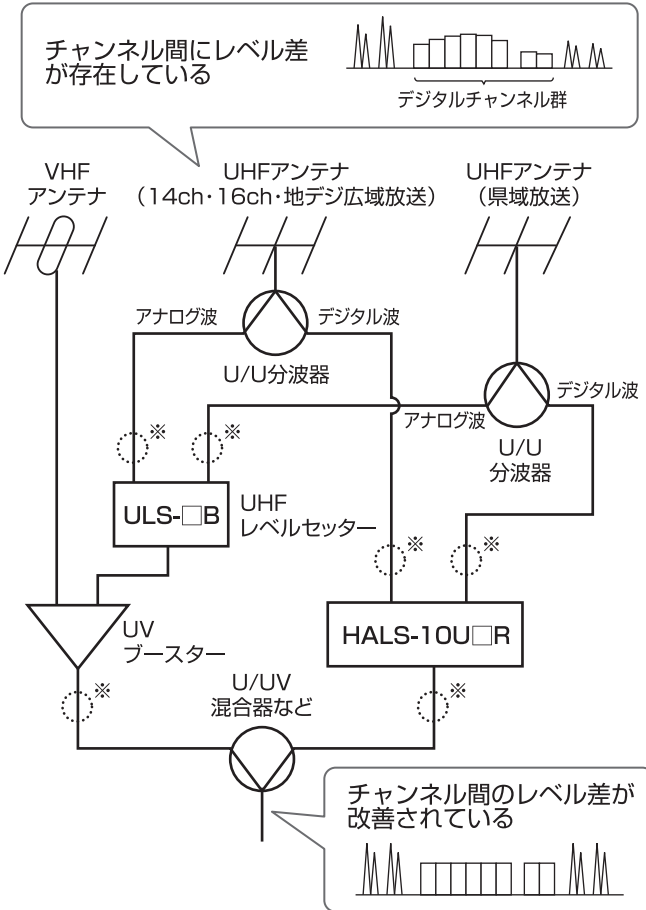 チャンネル間にレベル差
が存在している
デジタルチャンネル群
VHF
アンテナ
UHFアンテナ
（14ch・16ch・地デジ広域放送）
UHFアンテナ
（県域放送）
アナログ波
デジタル波
U/U分波器
アナログ波
デジタル波
U/U
分波器
※
※
ULS-□B
UHF
レベルセッター
※
※
HALS-10U□R
UV
ブースター
※
U/UV
混合器など
※
チャンネル間のレベル差が
改善されている